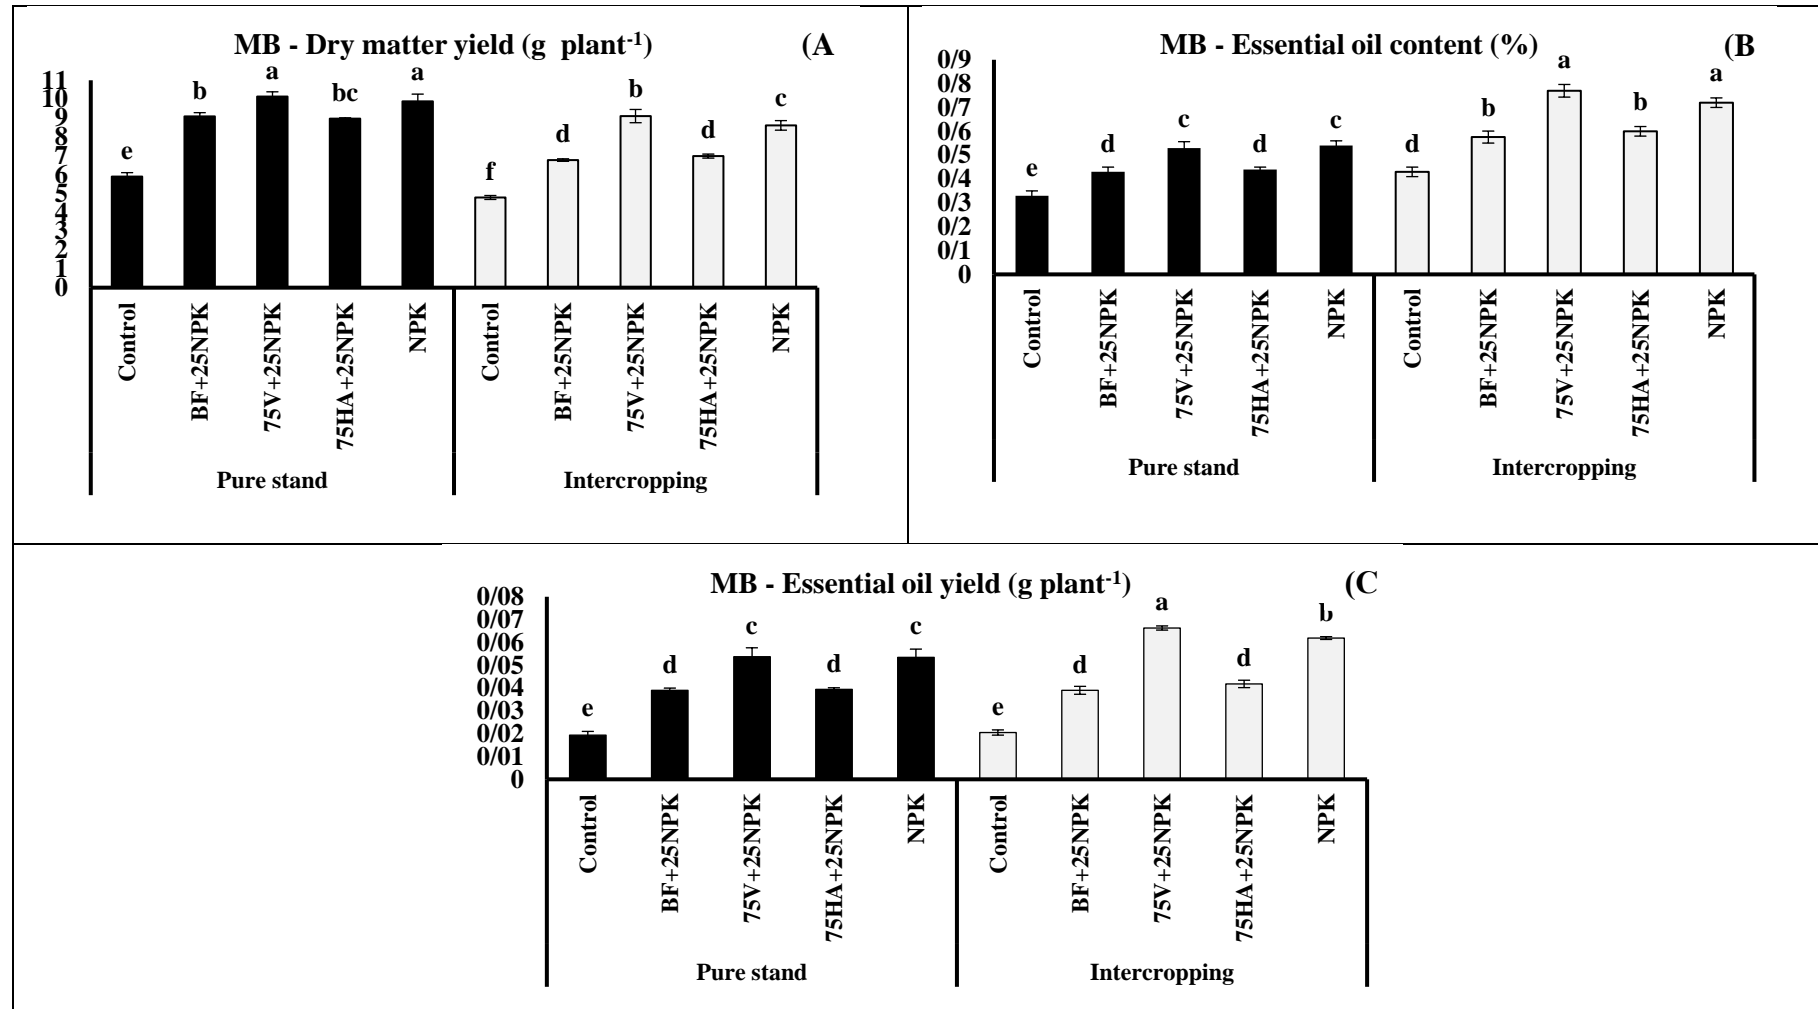 MB - Dry matter yield (g plant-1)
(A
11
10
9
8
7
6
5
4
3
2
1
0
e
b
a
bc
a
f
d
b
d
c
Control
BF+25NPK
75V+25NPK
75HA+25NPK
NPK
Control
BF+25NPK
75V+25NPK
75HA+25NPK
NPK
Pure stand
Intercropping
MB - Essential oil content (%)
(B
0/9
0/8
0/7
0/6
0/5
0/4
0/3
0/2
0/1
0
e
d
c
d
c
d
b
a
b
a
Control
BF+25NPK
75V+25NPK
75HA+25NPK
NPK
Control
BF+25NPK
75V+25NPK
75HA+25NPK
NPK
Pure stand
Intercropping
MB - Essential oil yield (g plant-1)
(C
0/08
0/07
0/06
0/05
0/04
0/03
0/02
0/01
0
e
d
c
d
c
e
d
a
d
b
Control
BF+25NPK
75V+25NPK
75HA+25NPK
NPK
Control
BF+25NPK
75V+25NPK
75HA+25NPK
NPK
Pure stand
Intercropping